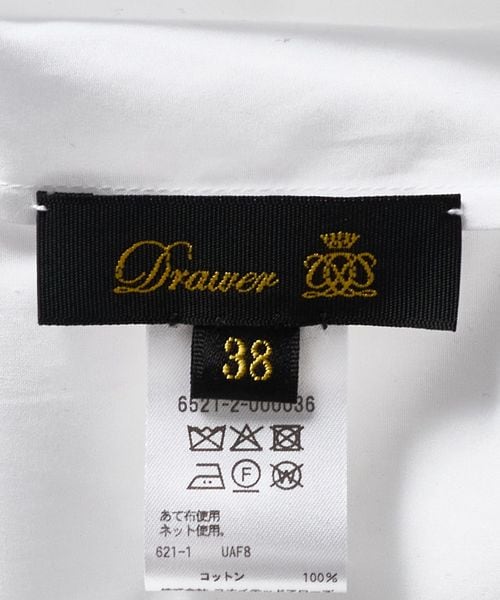 Drawer
38
6521-2-000036
F W
あて布使用
ネット使用。
621-1 UAF8
コットン 100%